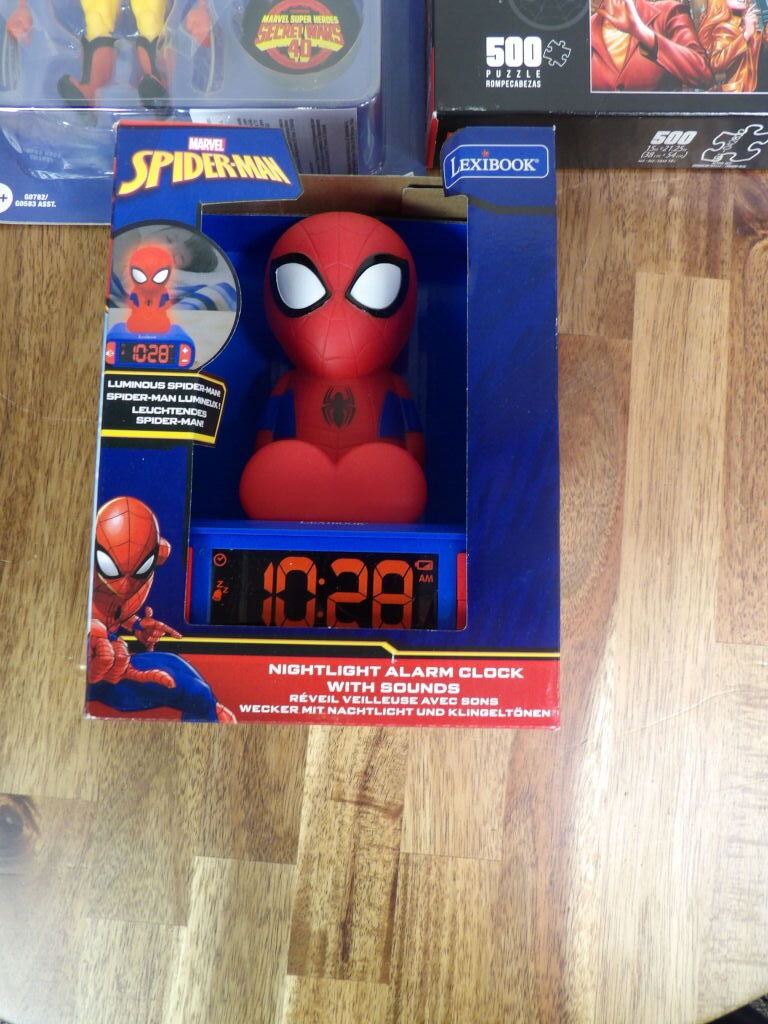 MARVEL SUPER HEROES
SECRET WARS
40
500
PUZZLE
ROMPECABEZAS
500
G0782/
G0583 ASST.
MARVEL
SPIDER-MAN
LEXIBOOK®
10:28
LUMINOUS SPIDER-MAN!
SPIDER-MAN LUMINEUX!
LEUCHTENDES
SPIDER-MAN!
LEXIBOOK
zZ
AM
10:28
NIGHTLIGHT ALARM CLOCK
WITH SOUNDS
RÉVEIL VEILLEUSE AVEC SONS
WECKER MIT NACHTLICHT UND KLINGELTÖNEN